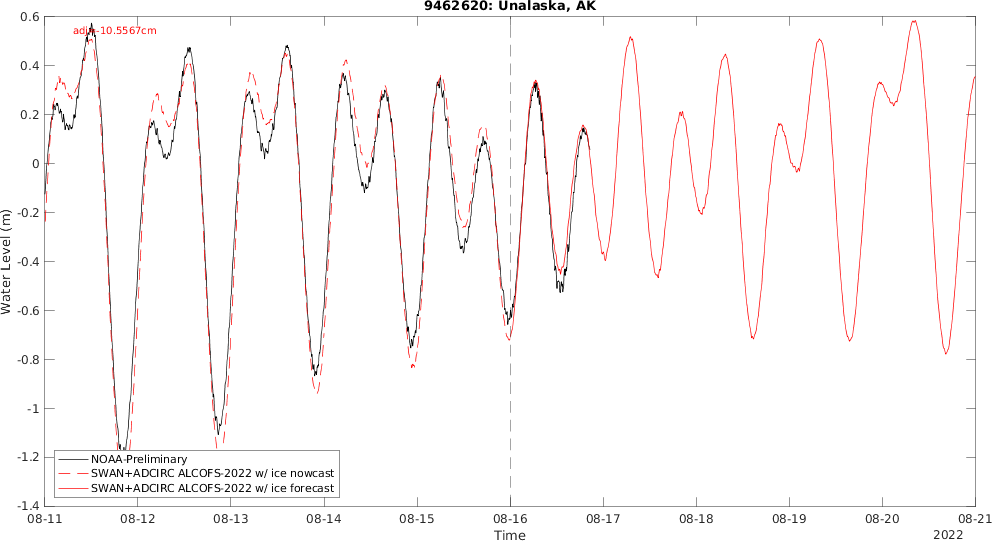 9462620: Unalaska, AK
0.6
0.4
0.2
0
-0.2
-0.4
-0.6
-0.8
-1
-1.2
-1.4
Water Level (m)
-10.5567cm
NOAA-Preliminary
SWAN+ADCIRC ALCOFS-2022 w/ ice nowcast
SWAN+ADCIRC ALCOFS-2022 w/ ice forecast
08-11 08-12 08-13 08-14 08-15 08-16 08-17 08-18 08-19 08-20 08-21
Time
2022